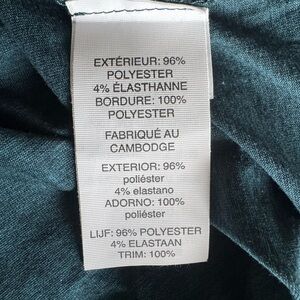 EXTÉRIEUR: 96%
POLYESTER
4% ÉLASTHANNE
BORDURE: 100%
POLYESTER
FABRIQUÉ AU
CAMBODGE
EXTERIOR: 96%
poliéster
4% elastano
ADORNO: 100%
poliéster
LIJF: 96% POLYESTER
4% ELASTAAN
TRIM: 100%